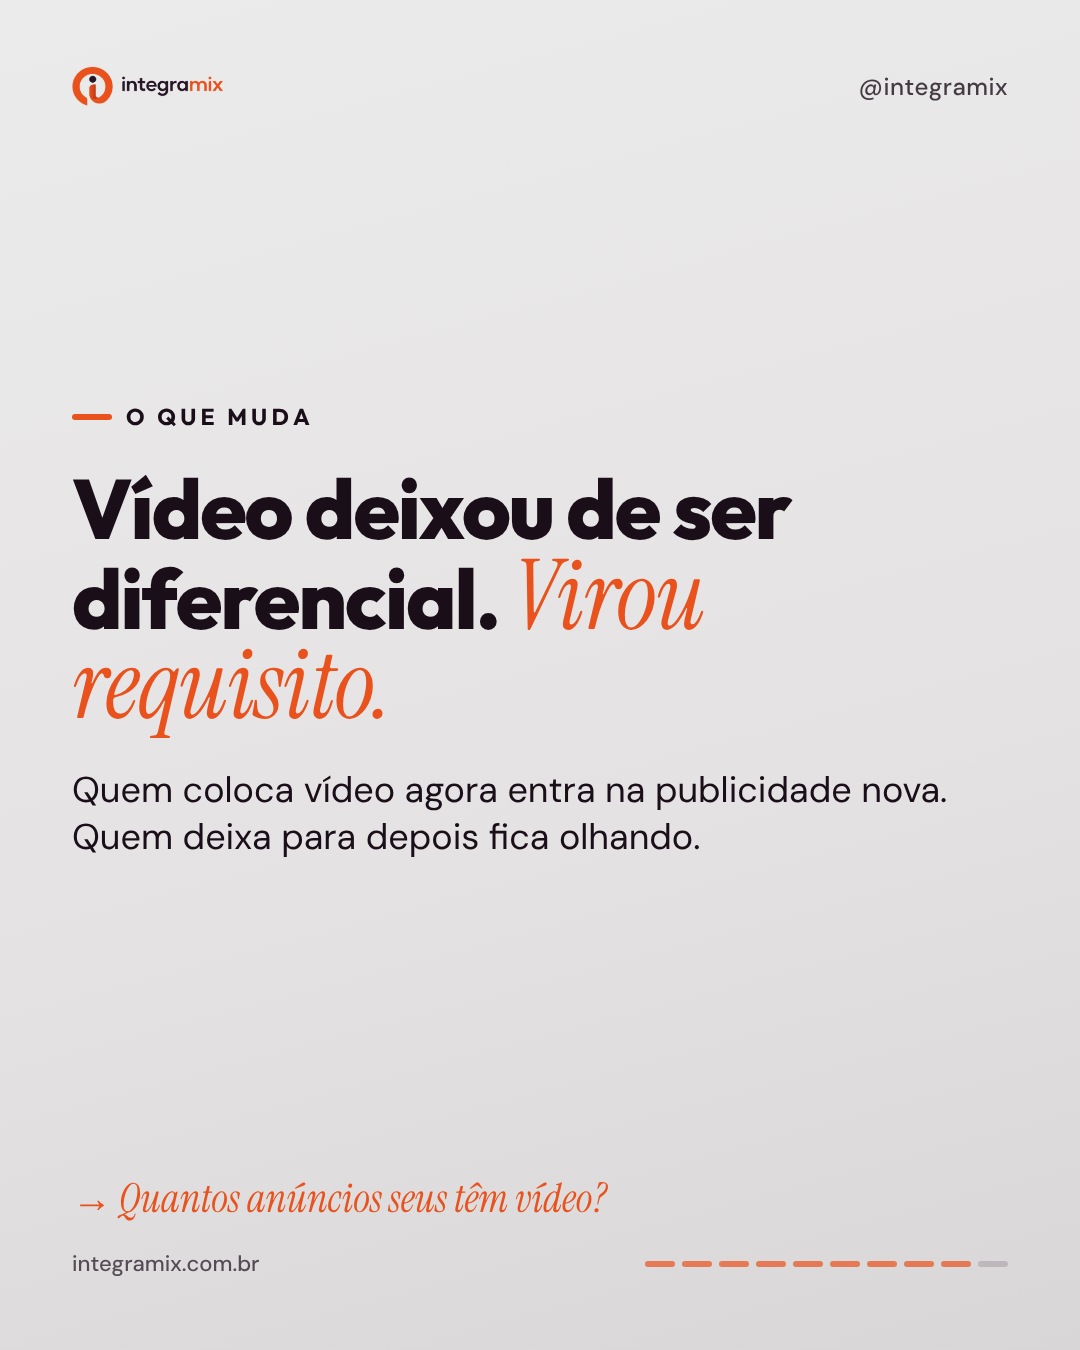 integramix
@integramix
O QUE MUDA
Vídeo deixou de ser
diferencial. Virou
requisito.
Quem coloca vídeo agora entra na publicidade nova.
Quem deixa para depois fica olhando.
→ Quantos anúncios seus têm vídeo?
integramix.com.br